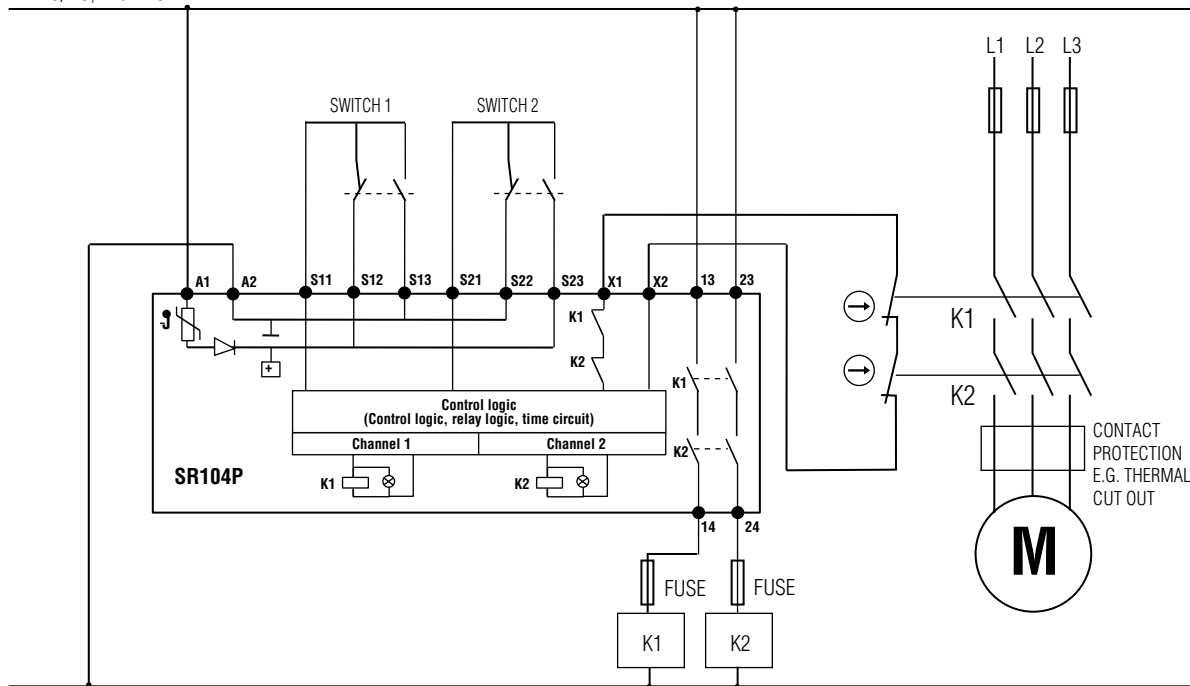 L1 L2 L3
SWITCH 1 SWITCH 2
A1 A2 S11 S12 S13 S21 S22 S23 X1 X2 13 23
K1
K2
K1
K1
K2
K2
+
Control logic
(Control logic, relay logic, time circuit)
Channel 1 Channel 2
SR104P
K1 K2
K2
14 24
CONTACT
PROTECTION
E.G. THERMAL
CUT OUT
M
FUSE FUSE
K1 K2